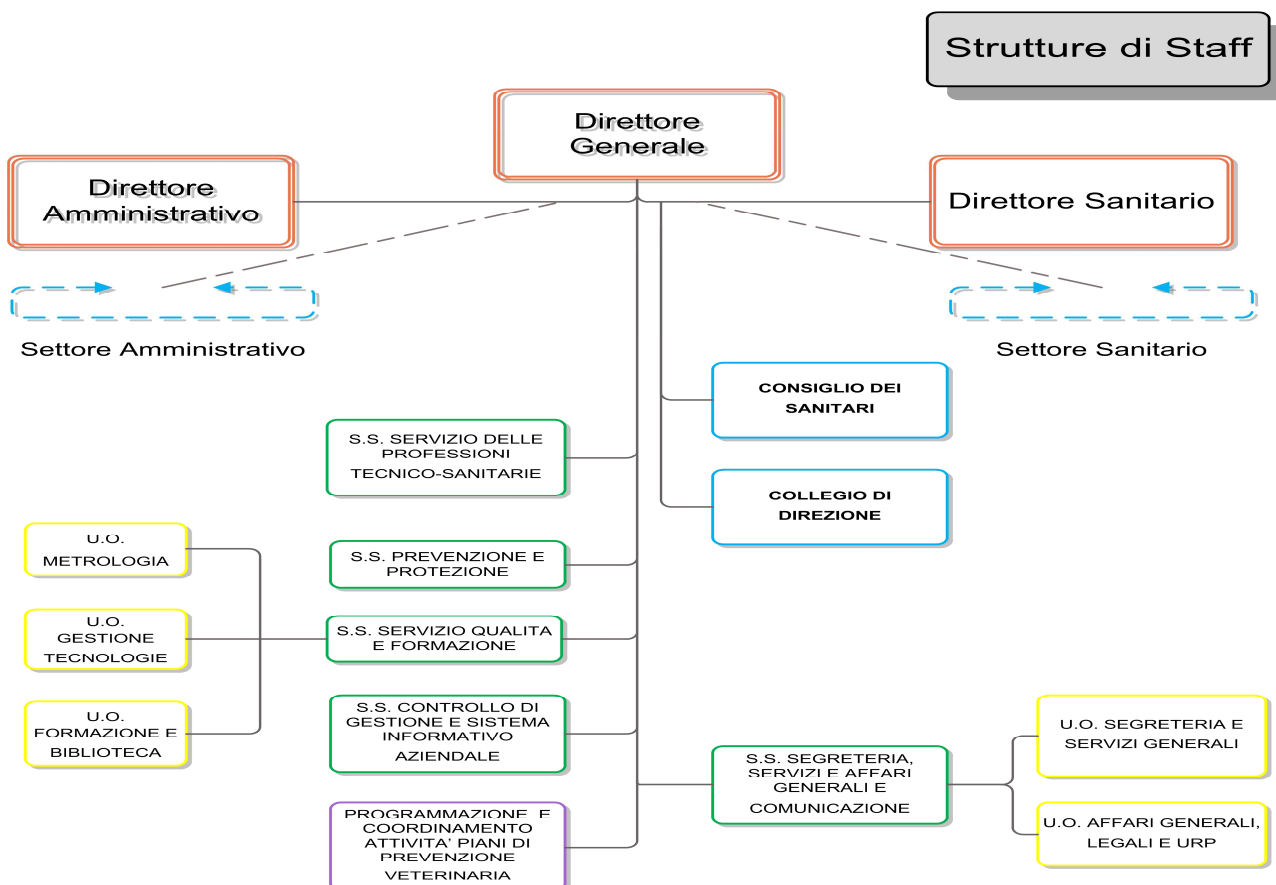 Strutture di Staff
Direttore
Generale
Direttore
Amministrativo
Direttore Sanitario
Settore Amministrativo
Settore Sanitario
CONSIGLIO DEI
SANITARI
S.S. SERVIZIO DELLE
PROFESSIONI
TECNICO-SANITARIE
COLLEGIO DI
DIREZIONE
U.O.
METROLOGIA
S.S. PREVENZIONE E
PROTEZIONE
U.O.
GESTIONE
TECNOLOGIE
S.S. SERVIZIO QUALITA
E FORMAZIONE
U.O.
FORMAZIONE E
BIBLIOTECA
S.S. CONTROLLO DI
GESTIONE E SISTEMA
INFORMATIVO
AZIENDALE
S.S. SEGRETERIA,
SERVIZI E AFFARI
GENERALI E
COMUNICAZIONE
U.O. SEGRETERIA E
SERVIZI GENERALI
PROGRAMMAZIONE E
COORDINAMENTO
ATTIVITA' PIANI DI
PREVENZIONE
VETERINARIA
U.O. AFFARI GENERALI,
LEGALI E URP